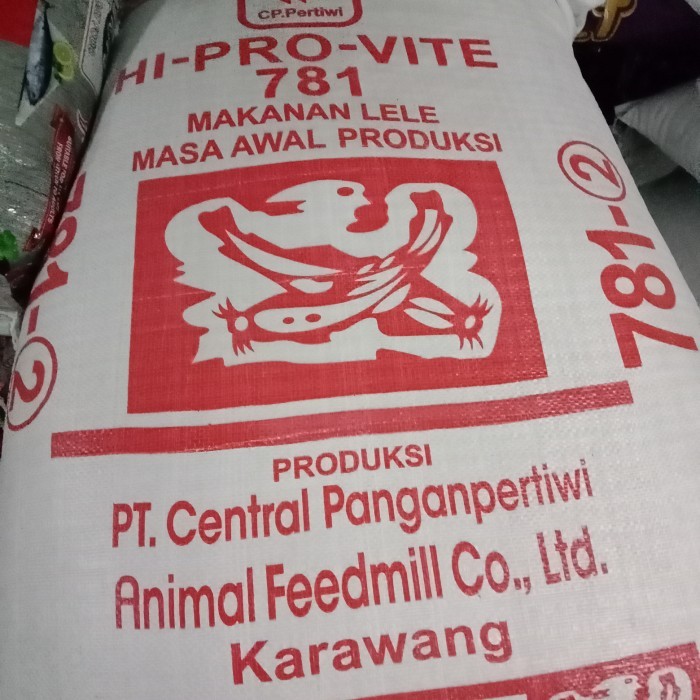 CP.Pertiwi
HI-PRO-VITE
781
MAKANAN LELE
MASA AWAL PRODUKSI
781-2
781-2
PRODUKSI
PT. Central Panganpertiwi
Animal Feedmill Co., Ltd.
Karawang